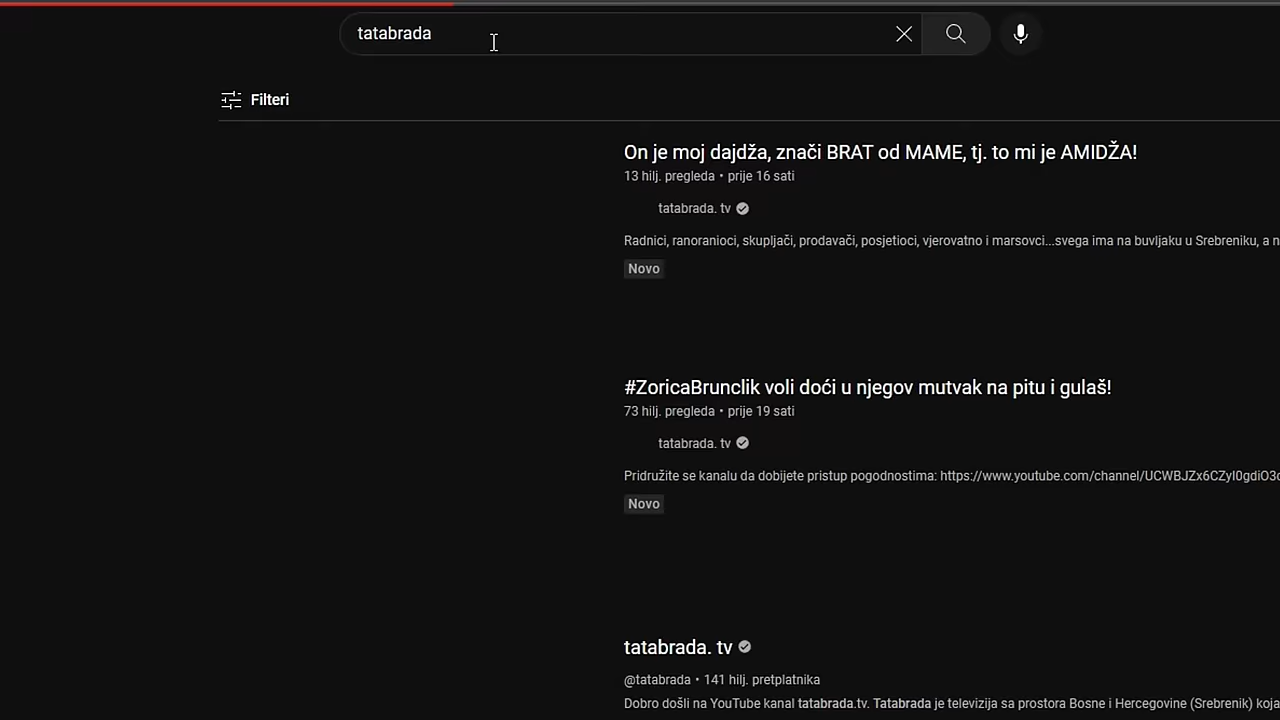 tatabrada
Filteri
On je moj dajdža, znači BRAT od MAME, tj. to mi je AMIDŽA!
13 hilj. pregleda • prije 16 sati
tatabrada. tv
Radnici, ranoranioci, skupljači, prodavači, posjetioci, vjerovatno i marsovci...svega ima na buvljaku u Srebreniku, a n
Novo
#ZoricaBrunclik voli doći u njegov mutvak na pitu i gulaš!
73 hilj. pregleda • prije 19 sati
tatabrada. tv
Pridružite se kanalu da dobijete pristup pogodnostima: https://www.youtube.com/channel/UCWBJZx6CZyI0gdiO3c
Novo
tatabrada. tv
@tatabrada • 141 hilj. pretplatnika
Dobro došli na YouTube kanal tatabrada.tv. Tatabrada je televizija sa prostora Bosne i Hercegovine (Srebrenik) koja